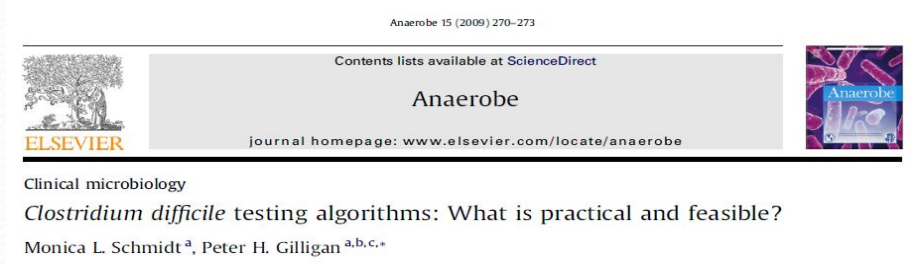 Anaerobe 15 (2009) 270–273
Contents lists available at ScienceDirect
Anaerobe
journal homepage: www.elsevier.com/locate/anaerobe
ELSEVIER
Anaerobe
Clinical microbiology
Clostridium difficile testing algorithms: What is practical and feasible?
Monica L. Schmidt a, Peter H. Gilligan a,b,c,*